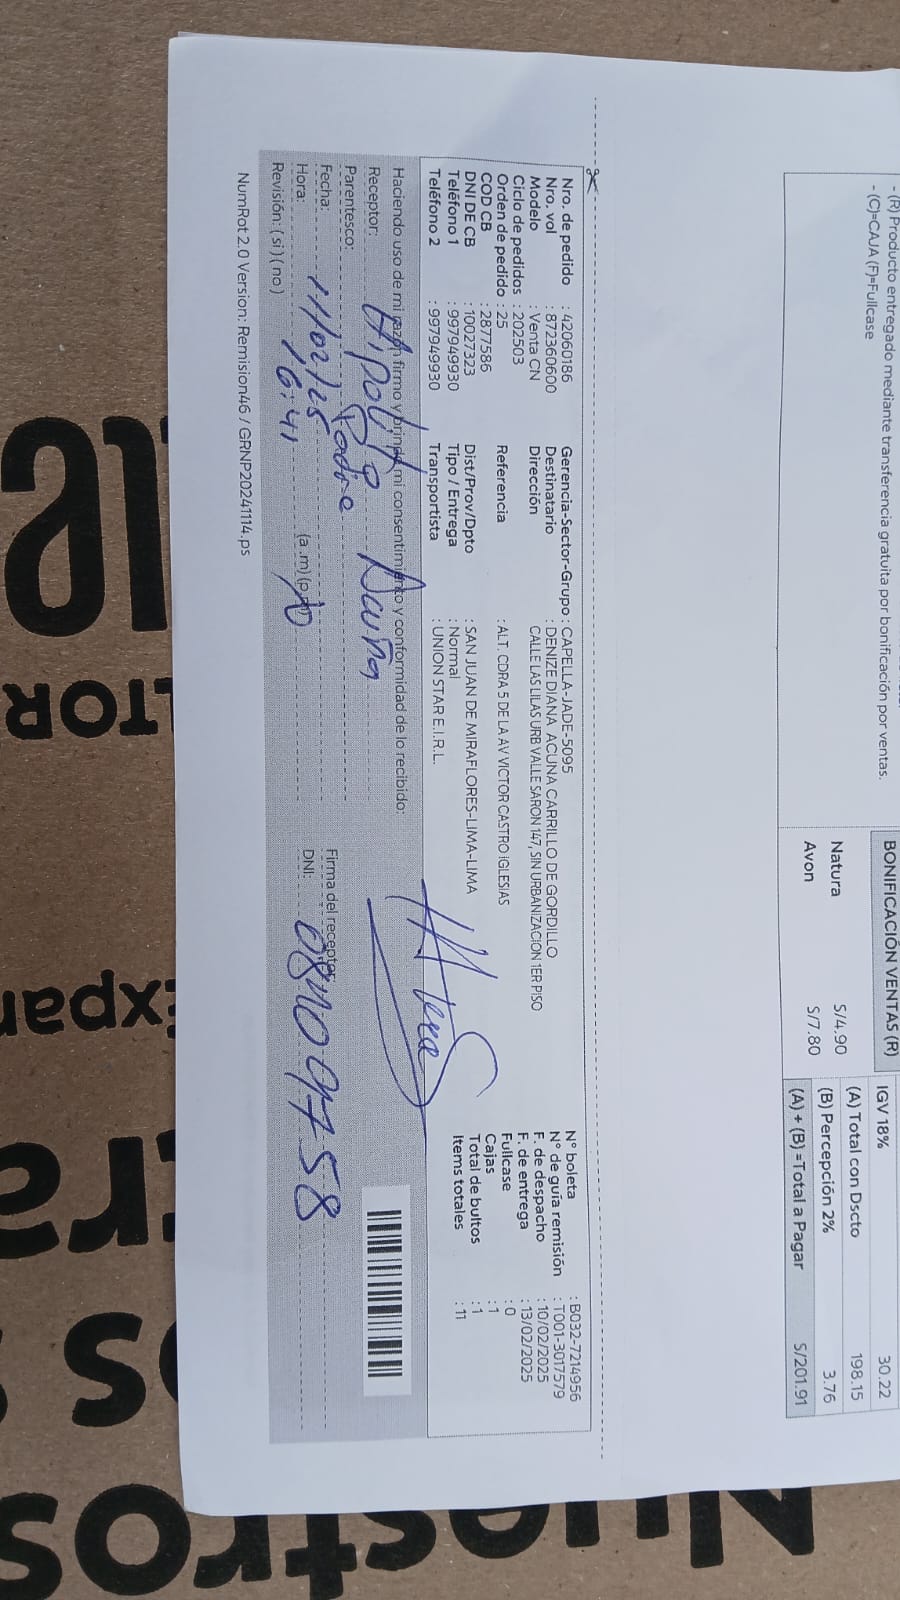 - (R) Producto entregado mediante transferencia gratuita por bonificación por ventas.
- (C)=CAJA (F)=Fullcase
BONIFICACIÓN VENTAS (R)
Natura S/4.90
Avon S/7.80
IGV 18% 30.22
(A) Total con Dscto 198.15
(B) Percepción 2% 3.76
(A) + (B) =Total a Pagar S/201.91
Nro. de pedido : 42060186
Nro. vol : 872360600
Modelo : Venta CN
Ciclo de pedidos : 202503
Orden de pedido : 25
COD CB : 2877586
DNI DE CB : 10027323
Teléfono 1 : 997949930
Teléfono 2 : 997949930
Gerencia-Sector-Grupo : CAPELLA-JADE-5095
Destinatario : DENIZE DIANA ACUNA CARRILLO DE GORDILLO
Dirección CALLE LAS LILAS URB VALLE SARON 147, SIN URBANIZACION 1ER PISO
Referencia : ALT. CDRA 5 DE LA AV VICTOR CASTRO IGLESIAS
Dist/Prov/Dpto : SAN JUAN DE MIRAFLORES-LIMA-LIMA
Tipo / Entrega : Normal
Transportista : UNION STAR E.I.R.L.
N° boleta : B032-7214956
N° de guía remisión : T001-3017579
F. de despacho : 10/02/2025
F. de entrega : 13/02/2025
Fullcase : 0
Cajas : 1
Total de bultos : 1
Items totales : 11
Haciendo uso de mi razón firmo y brindo mi consentimiento y conformidad de lo recibido:
Receptor: Hipolito Acuña
Parentesco: Padre
Fecha: 11/02/25
Hora: 16:41 (a.m) (p.m)
Revisión: ( si ) ( no )
Firma del receptor
DNI:
NumRot 2.0 Version: Remision46 / GRNP20241114.ps
Nuestros